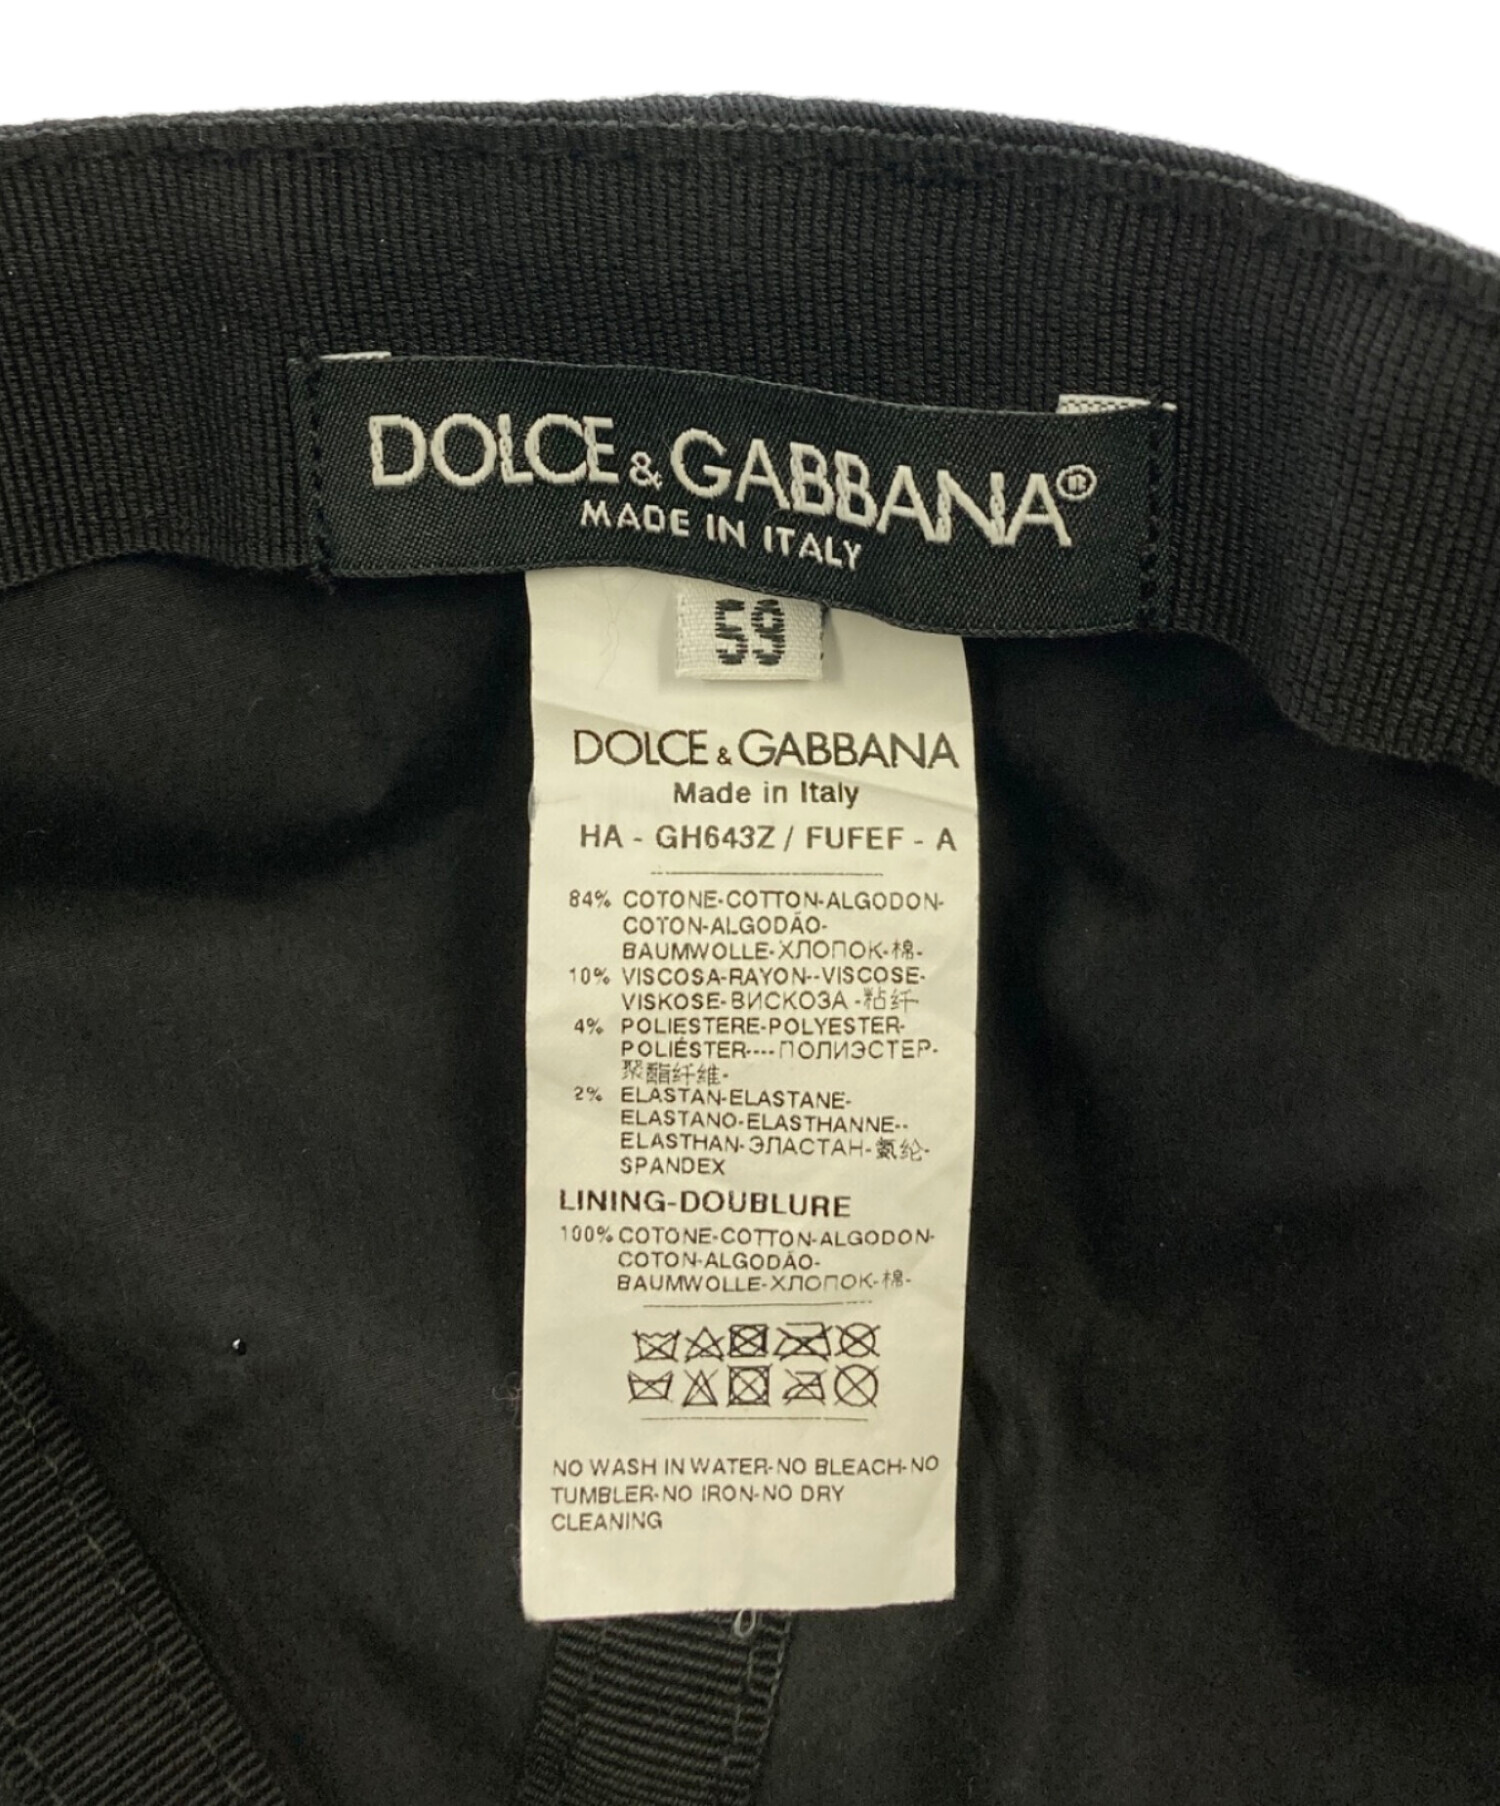 DOLCE & GABBANA®
MADE IN ITALY
59
DOLCE & GABBANA
Made in Italy
HA - GH643Z / FUFEF - A
84% COTONE-COTTON-ALGODON-
COTON-ALGODÃO-
BAUMWOLLE-ХЛОПОК-棉-
10% VISCOSA-RAYON--VISCOSE-
VISKOSE-ВИСКОЗА -粘纤
4% POLIESTERE-POLYESTER-
POLIÉSTER----ПОЛИЭСТЕР-
聚酯纤维-
2% ELASTAN-ELASTANE-
ELASTANO-ELASTHANNE--
ELASTHAN-ЭЛАСТАН-氨纶-
SPANDEX
LINING-DOUBLURE
100% COTONE-COTTON-ALGODON-
COTON-ALGODÃO-
BAUMWOLLE-ХЛОПОК-棉-
NO WASH IN WATER-NO BLEACH-NO
TUMBLER-NO IRON-NO DRY
CLEANING